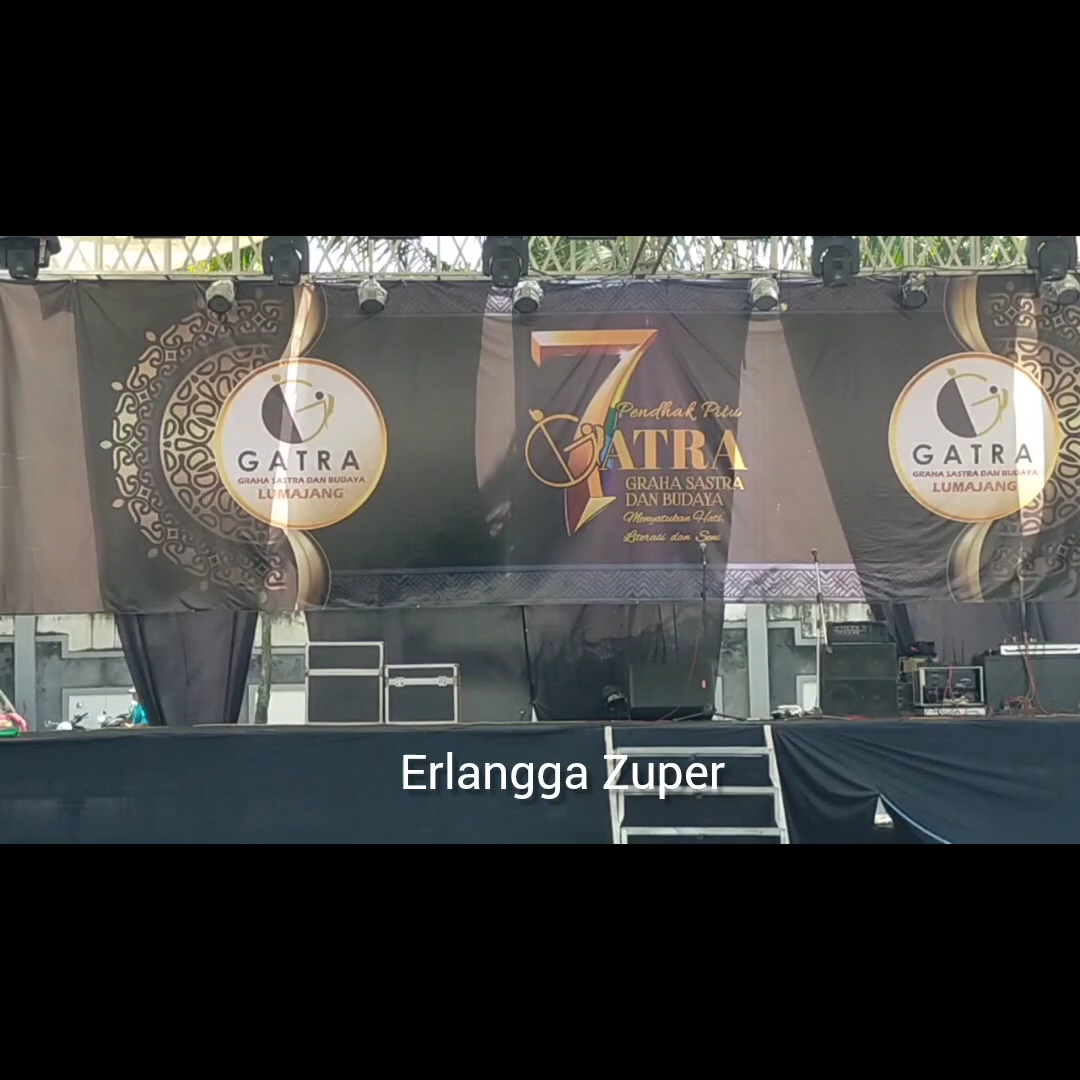 GATRA
GRAHA SASTRA DAN BUDAYA
LUMAJANG
7
Pendhak Pitu
GATRA
GRAHA SASTRA
DAN BUDAYA
Menyatukan Hati,
Literasi dan Seni
GATRA
GRAHA SASTRA DAN BUDAYA
LUMAJANG
Erlangga Zuper